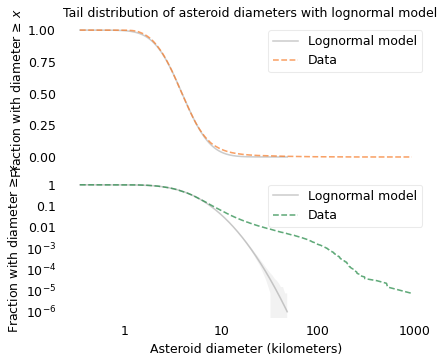 Tail distribution of asteroid diameters with lognormal model
Fraction with diameter ≥ x
1.00
0.75
0.50
0.25
0.00
Lognormal model
Data
Fraction with diameter ≥ x
1
0.1
0.01
10⁻³
10⁻⁴
10⁻⁵
10⁻⁶
Lognormal model
Data
1
10
100
1000
Asteroid diameter (kilometers)